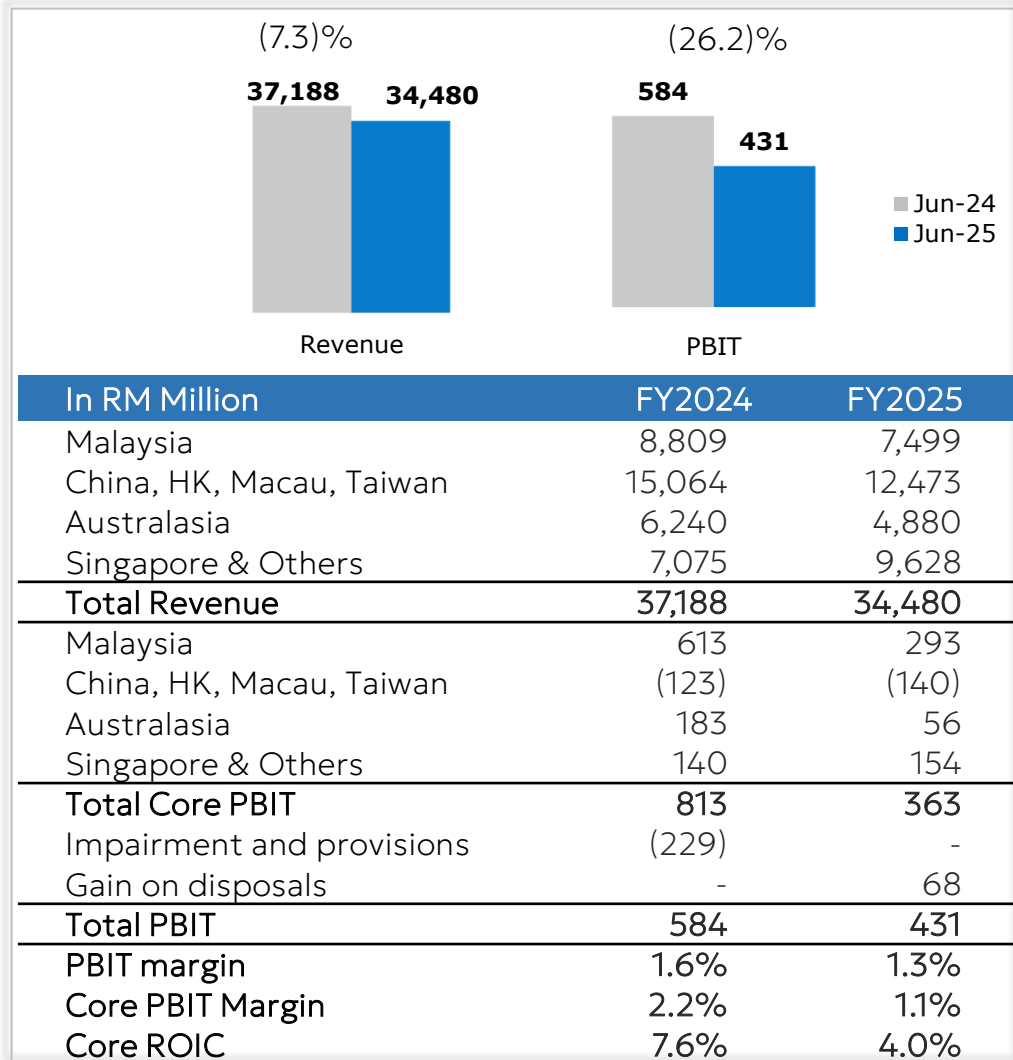 (7.3)% (26.2)%
37,188 34,480 584
431
Jun-24
Jun-25
Revenue PBIT
In RM Million FY2024 FY2025
Malaysia 8,809 7,499
China, HK, Macau, Taiwan 15,064 12,473
Australasia 6,240 4,880
Singapore & Others 7,075 9,628
Total Revenue 37,188 34,480
Malaysia 613 293
China, HK, Macau, Taiwan (123) (140)
Australasia 183 56
Singapore & Others 140 154
Total Core PBIT 813 363
Impairment and provisions (229) -
Gain on disposals - 68
Total PBIT 584 431
PBIT margin 1.6% 1.3%
Core PBIT Margin 2.2% 1.1%
Core ROIC 7.6% 4.0%